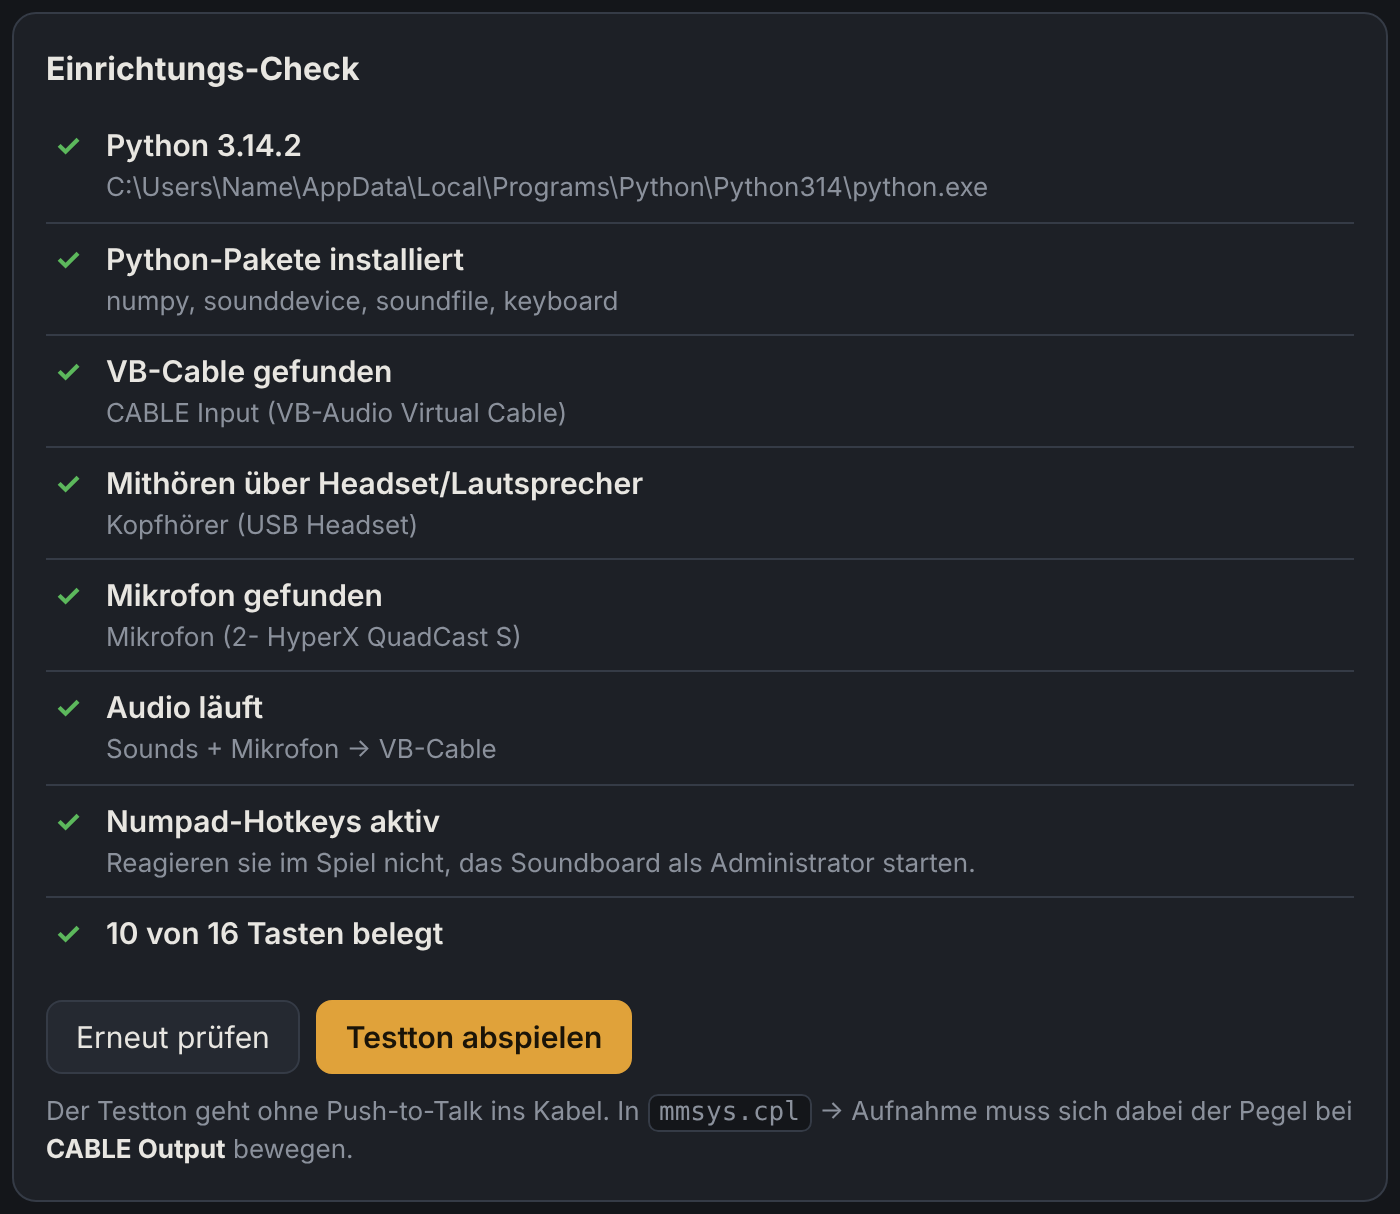 Einrichtungs-Check
Python 3.14.2
C:\Users\Name\AppData\Local\Programs\Python\Python314\python.exe
Python-Pakete installiert
numpy, sounddevice, soundfile, keyboard
VB-Cable gefunden
CABLE Input (VB-Audio Virtual Cable)
Mithören über Headset/Lautsprecher
Kopfhörer (USB Headset)
Mikrofon gefunden
Mikrofon (2- HyperX QuadCast S)
Audio läuft
Sounds + Mikrofon → VB-Cable
Numpad-Hotkeys aktiv
Reagieren sie im Spiel nicht, das Soundboard als Administrator starten.
10 von 16 Tasten belegt
Erneut prüfen Testton abspielen
Der Testton geht ohne Push-to-Talk ins Kabel. In mmsys.cpl → Aufnahme muss sich dabei der Pegel bei
CABLE Output bewegen.